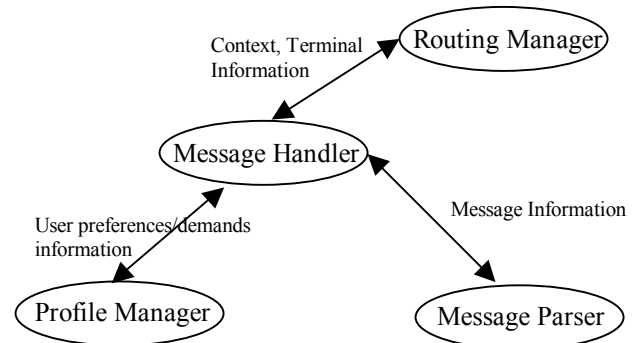 Context, Terminal
Information
Routing Manager
Message Handler
User preferences/demands
information
Message Information
Profile Manager
Message Parser